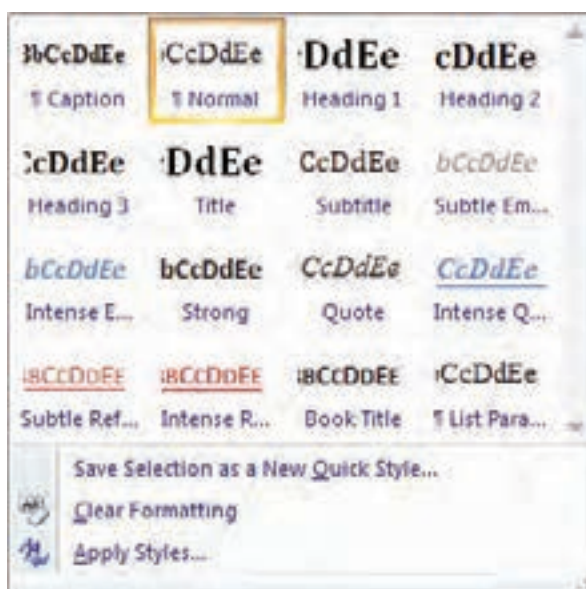 BbCcDdEe CcDdEe DdEe cDdEe
¶ Caption ¶ Normal Heading 1 Heading 2
CcDdEe DdEe CcDdEe bCcDdEe
Heading 3 Title Subtitle Subtle Em...
bCcDdEe bCcDdEe CcDdEe CcDdEe
Intense E... Strong Quote Intense Q...
BCCDDEE BCCDDEE BCCDDEE CcDdEe
Subtle Ref... Intense R... Book Title ¶ List Para...
Save Selection as a New Quick Style...
Clear Formatting
Apply Styles...